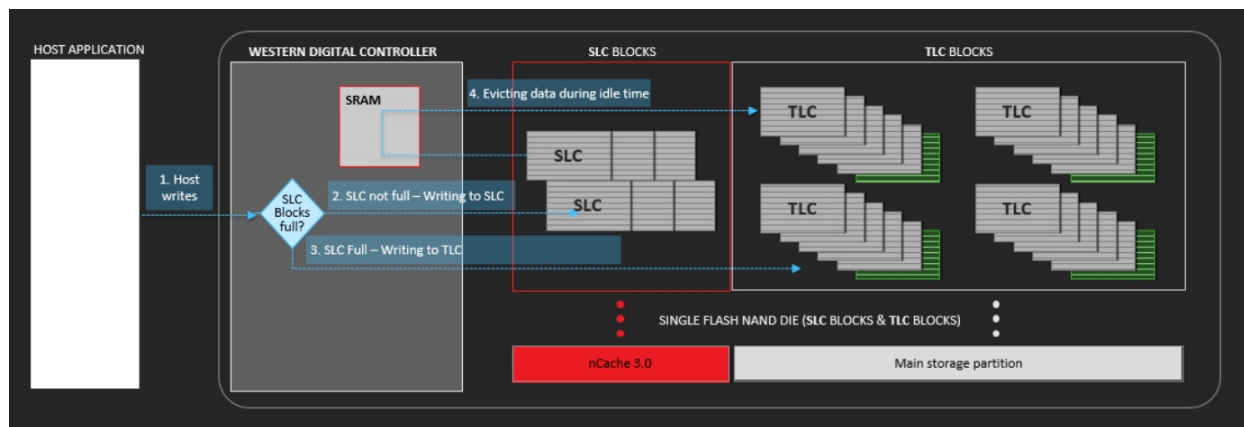 HOST APPLICATION
WESTERN DIGITAL CONTROLLER
SLC BLOCKS
TLC BLOCKS
SRAM
4. Evicting data during idle time
TLC
TLC
SLC
1. Host
writes
SLC
Blocks
full?
2. SLC not full – Writing to SLC
SLC
TLC
TLC
3. SLC Full – Writing to TLC
SINGLE FLASH NAND DIE (SLC BLOCKS & TLC BLOCKS)
nCache 3.0
Main storage partition